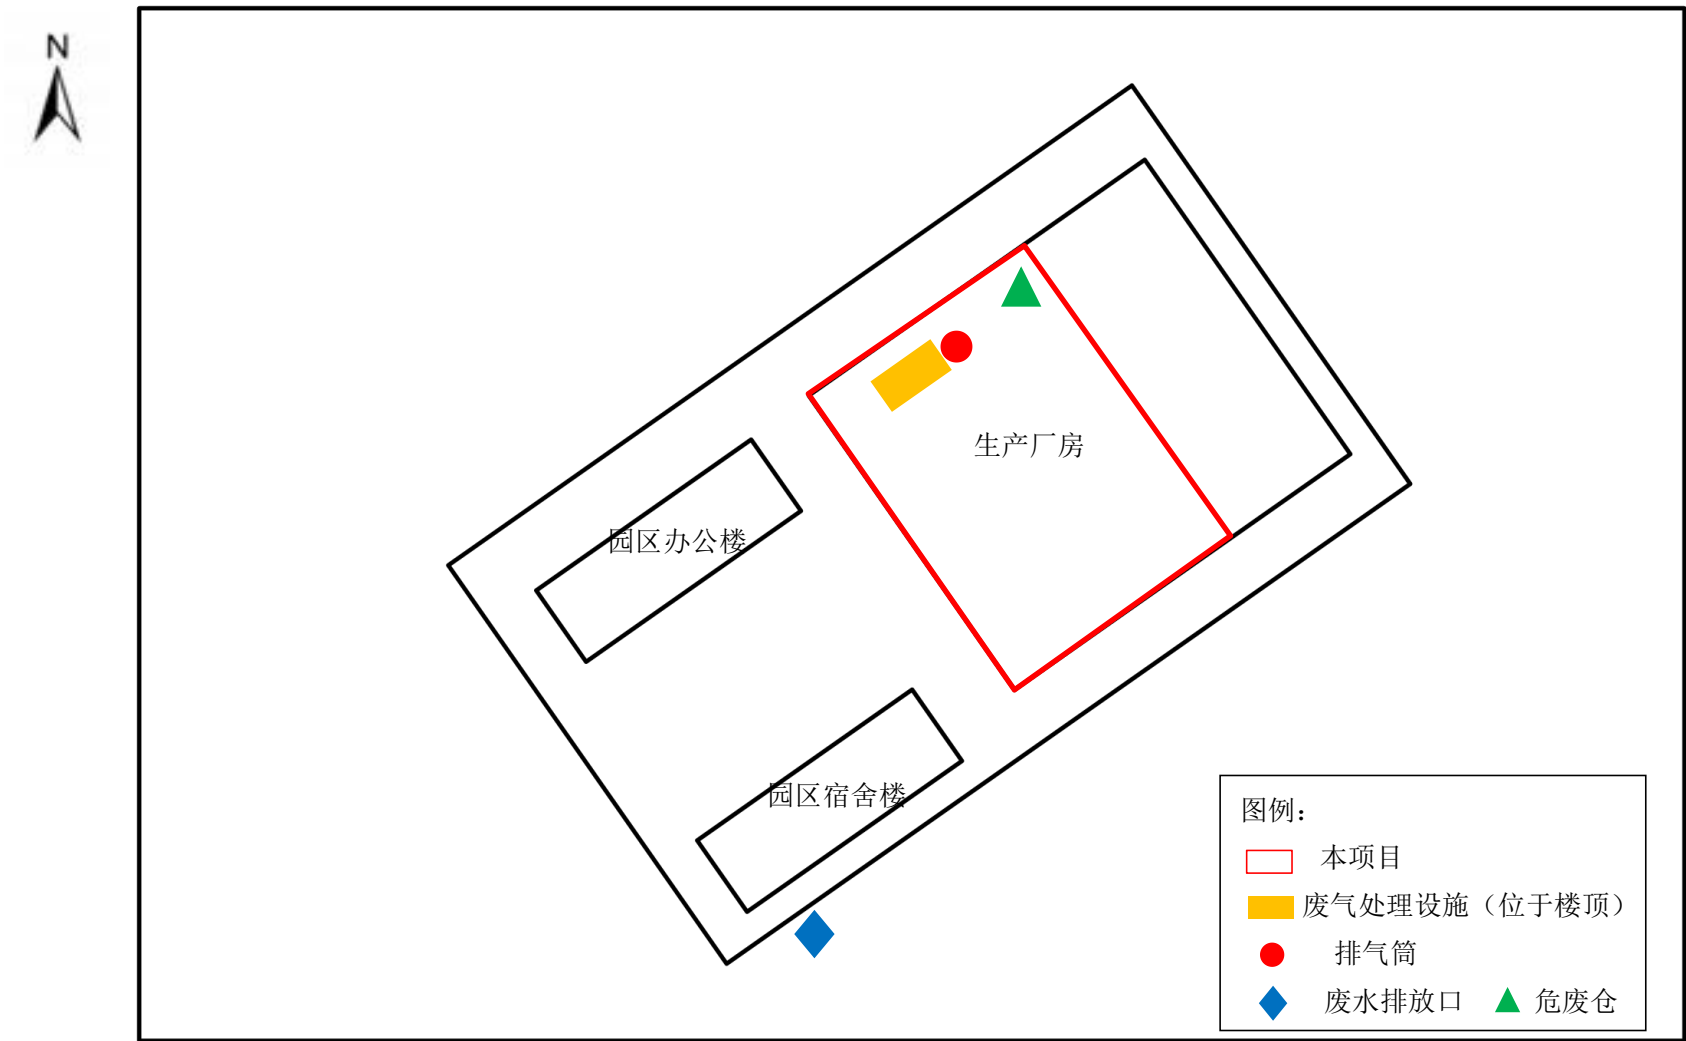 N
生产厂房
园区办公楼
园区宿舍楼
图例：
本项目
废气处理设施（位于楼顶）
排气筒
废水排放口 危废仓